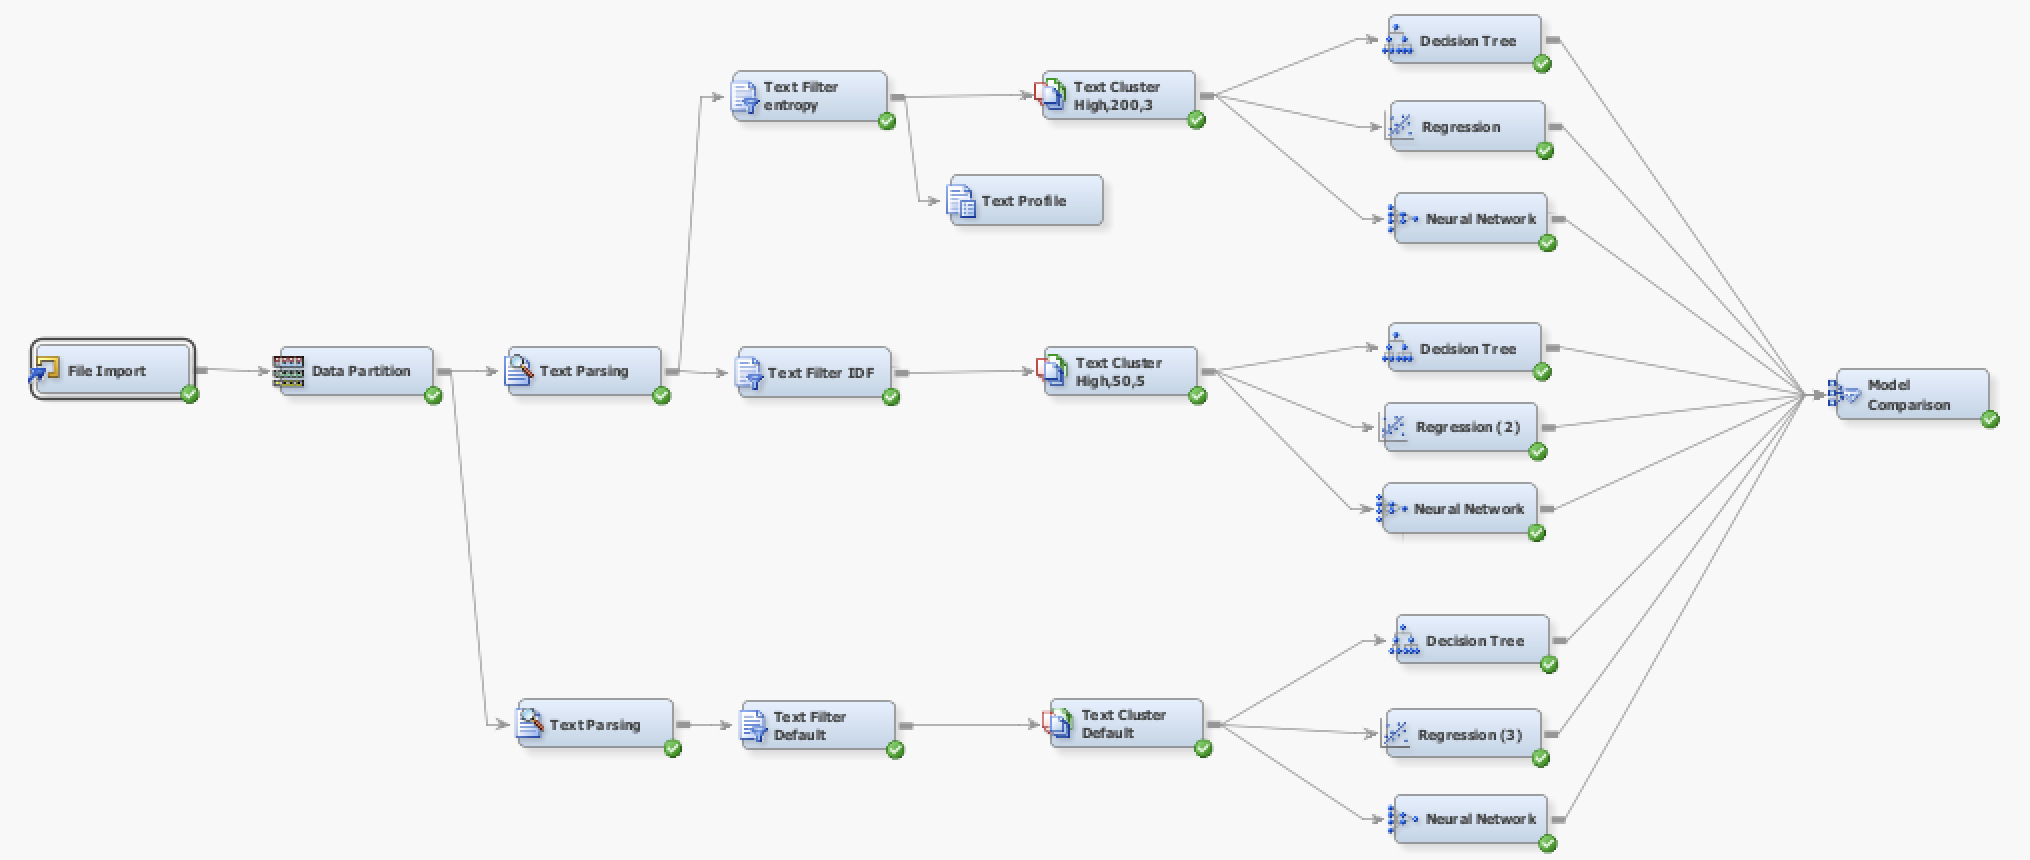 Decision Tree
Text Filter
entropy
Text Cluster
High,200,3
Regression
Text Profile
Neural Network
File Import
Data Partition
Text Parsing
Text Filter IDF
Text Cluster
High,50,5
Decision Tree
Regression (2)
Neural Network
Model
Comparison
Decision Tree
Text Parsing
Text Filter
Default
Text Cluster
Default
Regression (3)
Neural Network